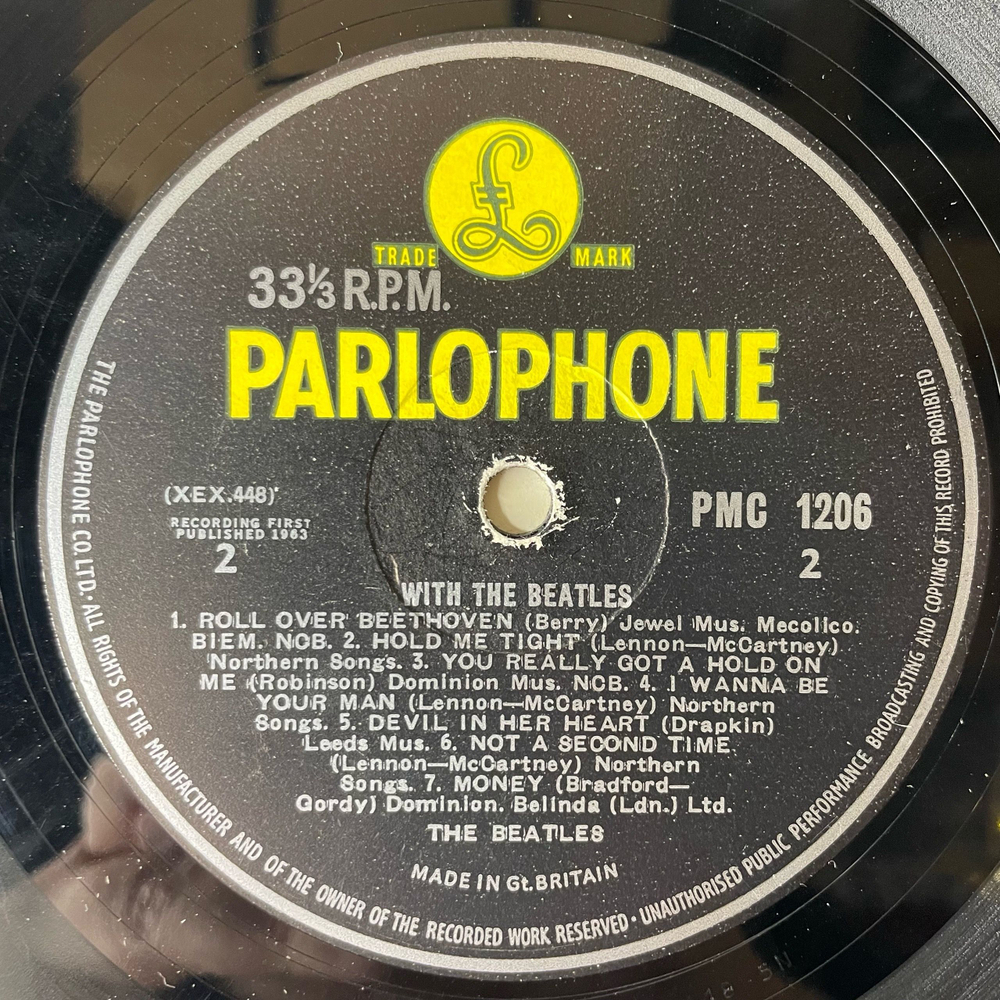 £
TRADE MARK
33⅓ R.P.M.
PARLOPHONE
(XEX.448)
PMC 1206
RECORDING FIRST
PUBLISHED 1963
2
2
WITH THE BEATLES
1. ROLL OVER BEETHOVEN (Berry) Jewel Mus. Mecolico.
BIEM. NCB. 2. HOLD ME TIGHT (Lennon—McCartney)
Northern Songs. 3. YOU REALLY GOT A HOLD ON
ME (Robinson) Dominion Mus. NCB. 4. I WANNA BE
YOUR MAN (Lennon—McCartney) Northern
Songs. 5. DEVIL IN HER HEART (Drapkin)
Leeds Mus. 6. NOT A SECOND TIME
(Lennon—McCartney) Northern
Songs. 7. MONEY (Bradford—
Gordy) Dominion. Belinda (Ldn.) Ltd.
THE BEATLES
MADE IN Gt. BRITAIN
THE PARLOPHONE CO. LTD. · ALL RIGHTS OF THE MANUFACTURER AND OF THE OWNER OF THE RECORDED WORK RESERVED · UNAUTHORISED PUBLIC PERFORMANCE BROADCASTING AND COPYING OF THIS RECORD PROHIBITED